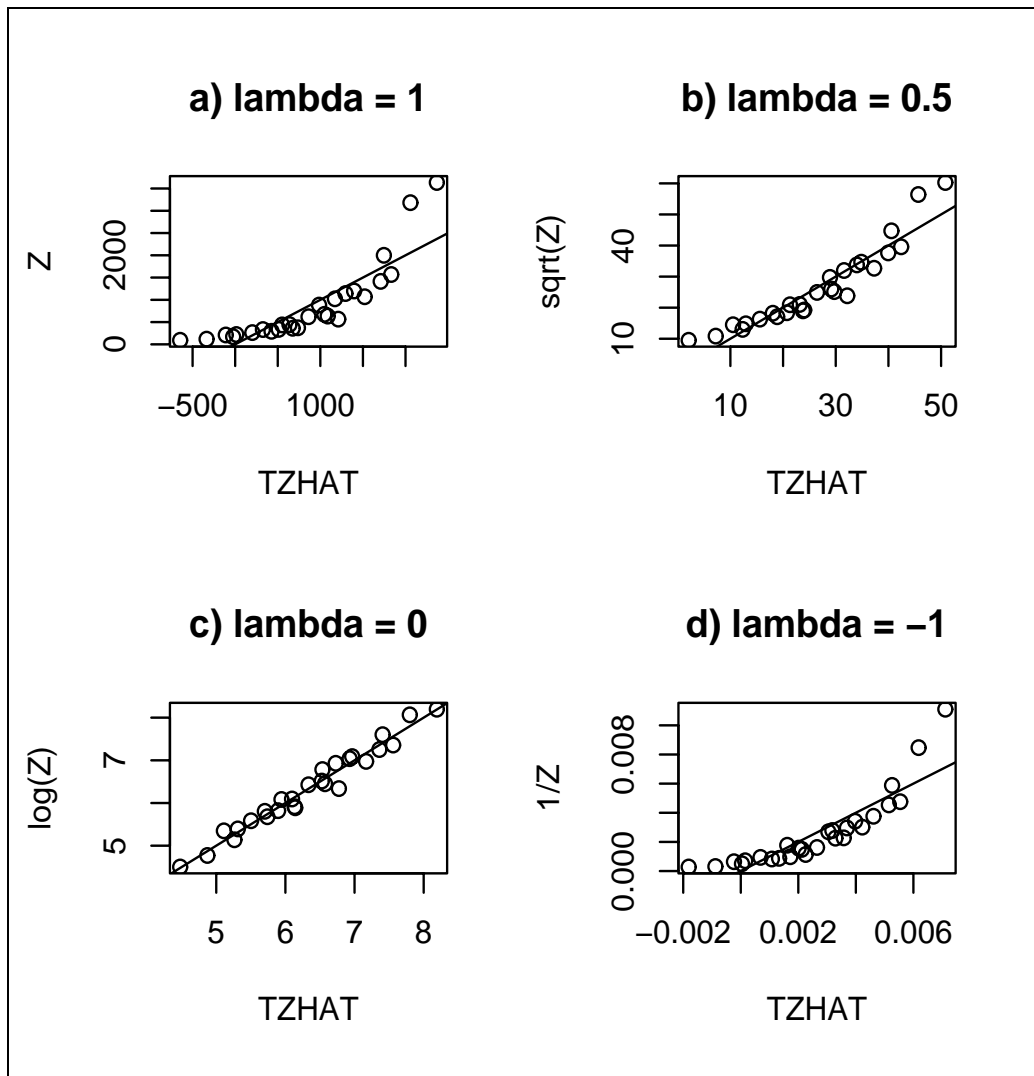 a) lambda = 1
Z
0 2000
−500 1000
TZHAT
b) lambda = 0.5
sqrt(Z)
10 40
10 30 50
TZHAT
c) lambda = 0
log(Z)
5 7
5 6 7 8
TZHAT
d) lambda = −1
1/Z
0.000 0.008
−0.002 0.002 0.006
TZHAT